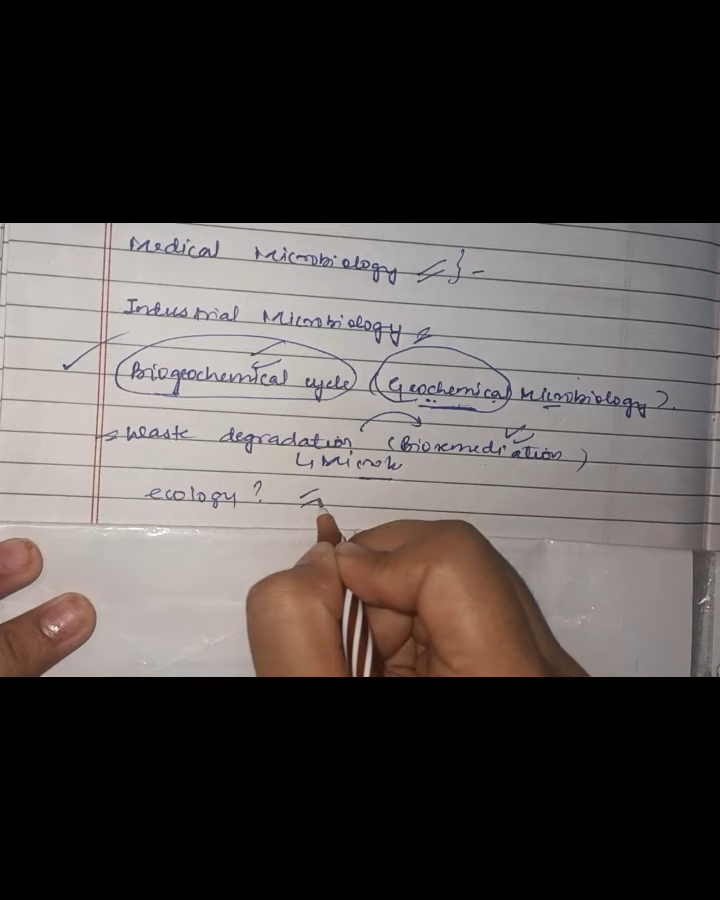 Medical Microbiology
Industrial Microbiology
Biogeochemical cycle (Geochemical Microbiology).
Waste degradation (Bioremediation)
↳ Microbe
ecology?